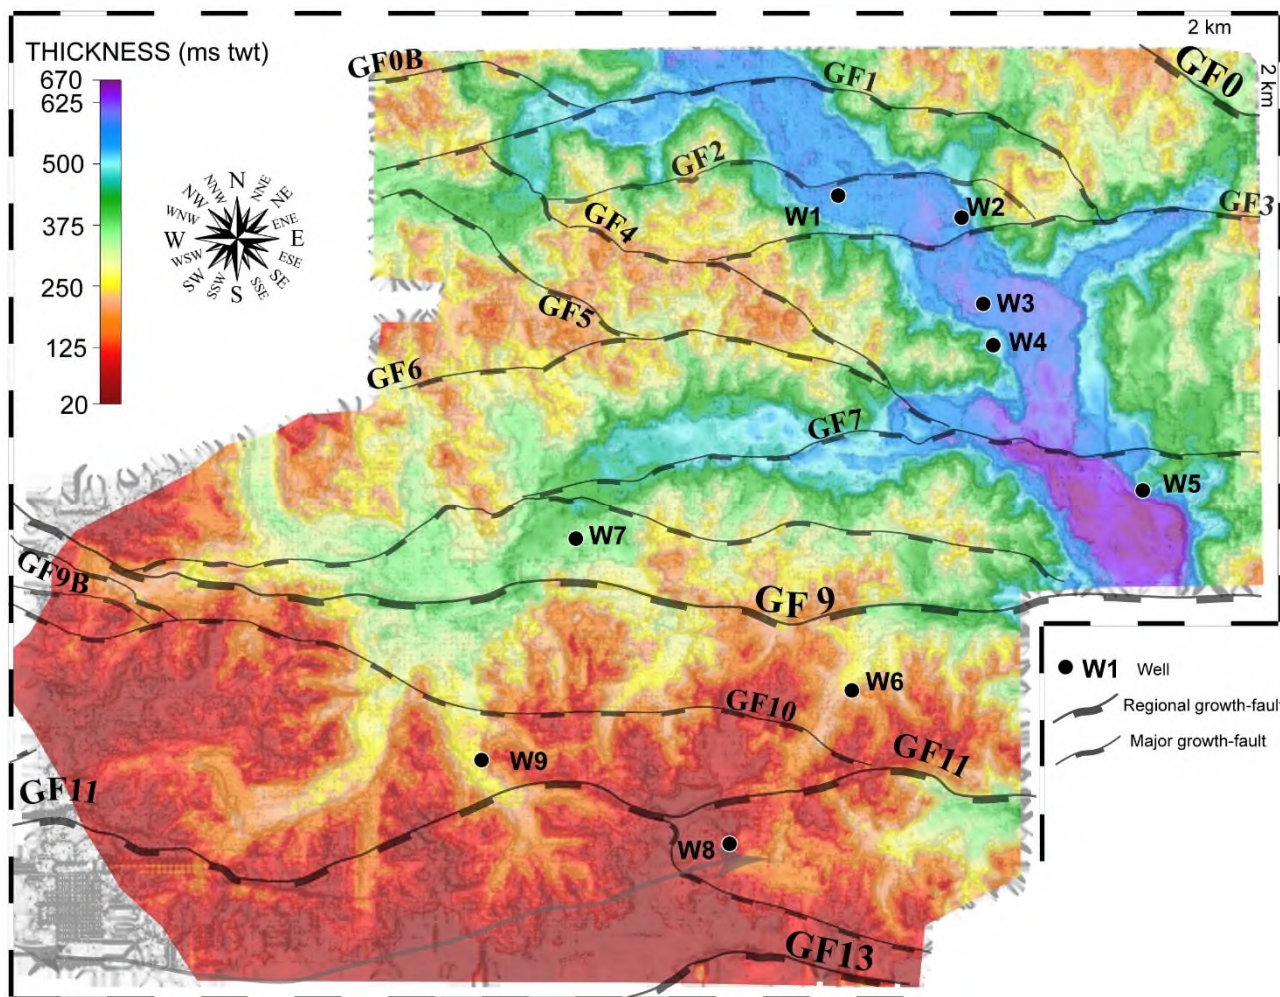 2 km
THICKNESS (ms twt)
670
625
500
375
250
125
20
N
NNE
NE
ENE
E
ESE
SE
SSE
S
SSW
SW
WSW
W
WNW
NW
NNW
GF0B
GF1
GF0
2 km
GF2
W1
W2
GF3
GF4
GF5
W3
W4
GF6
GF7
W5
W7
GF9B
GF 9
W6
GF10
GF11
W9
GF11
W8
GF13
W1 Well
Regional growth-fault
Major growth-fault